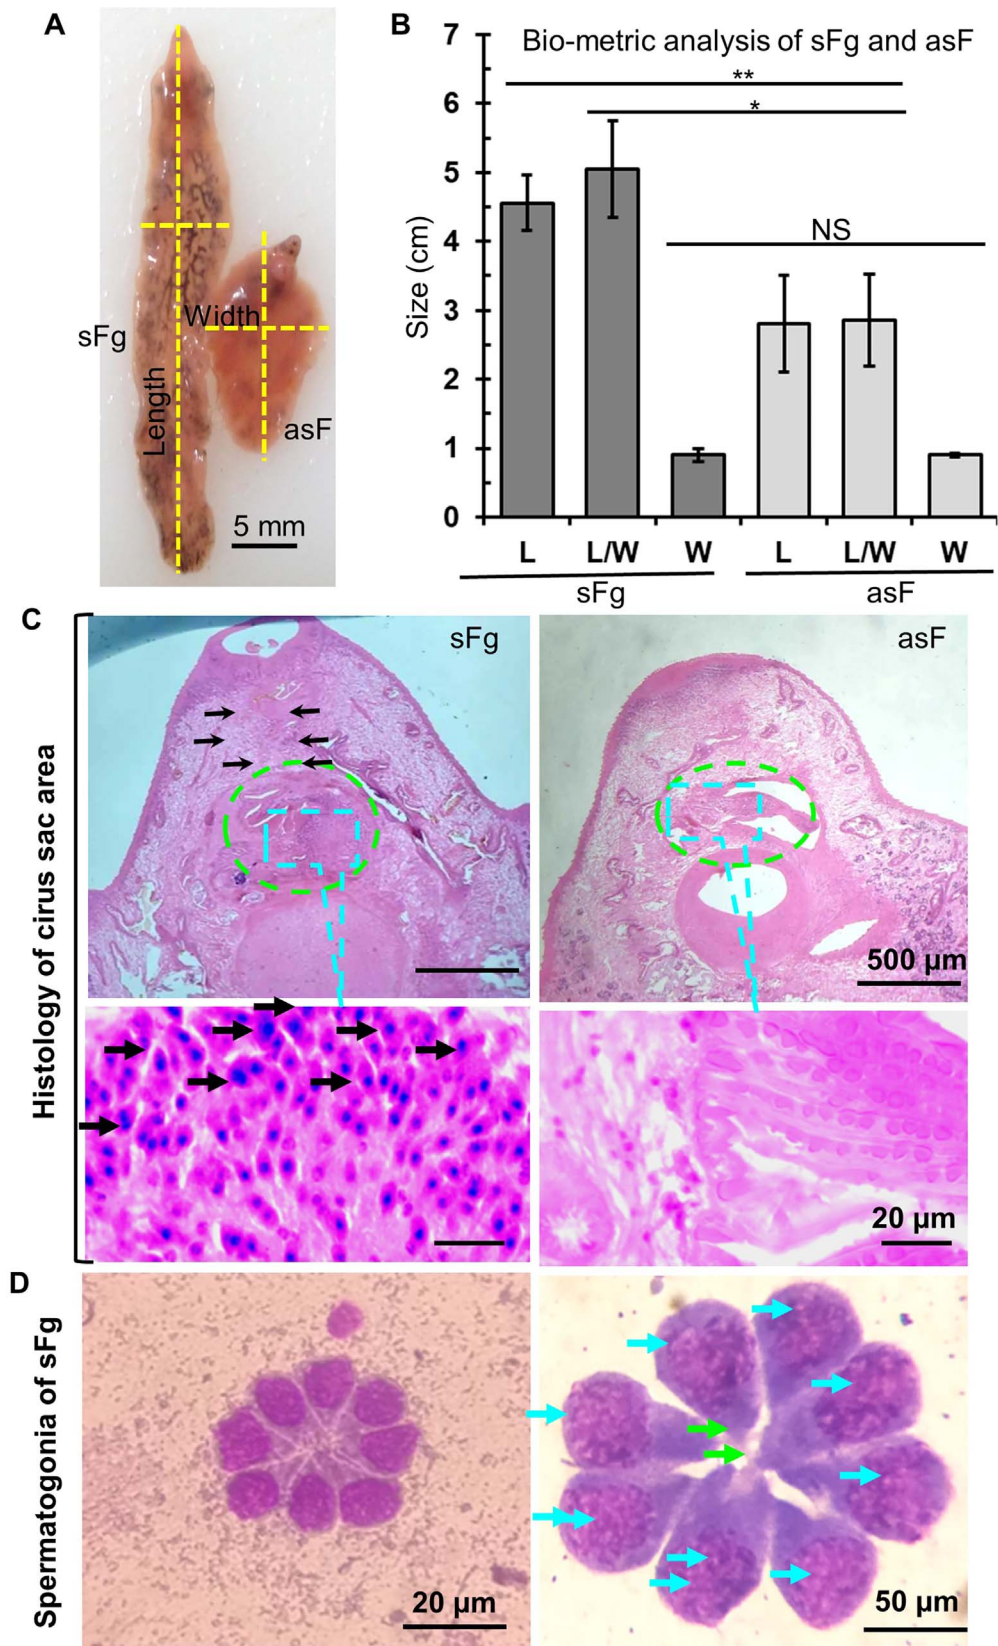 A
sFg
Width
Length
asF
5 mm
B
Bio-metric analysis of sFg and asF
**
*
NS
Size (cm)
7
6
5
4
3
2
1
0
L L/W W L L/W W
sFg asF
C
Histology of cirus sac area
sFg
asF
500 µm
20 µm
D
Spermatogonia of sFg
20 µm
50 µm